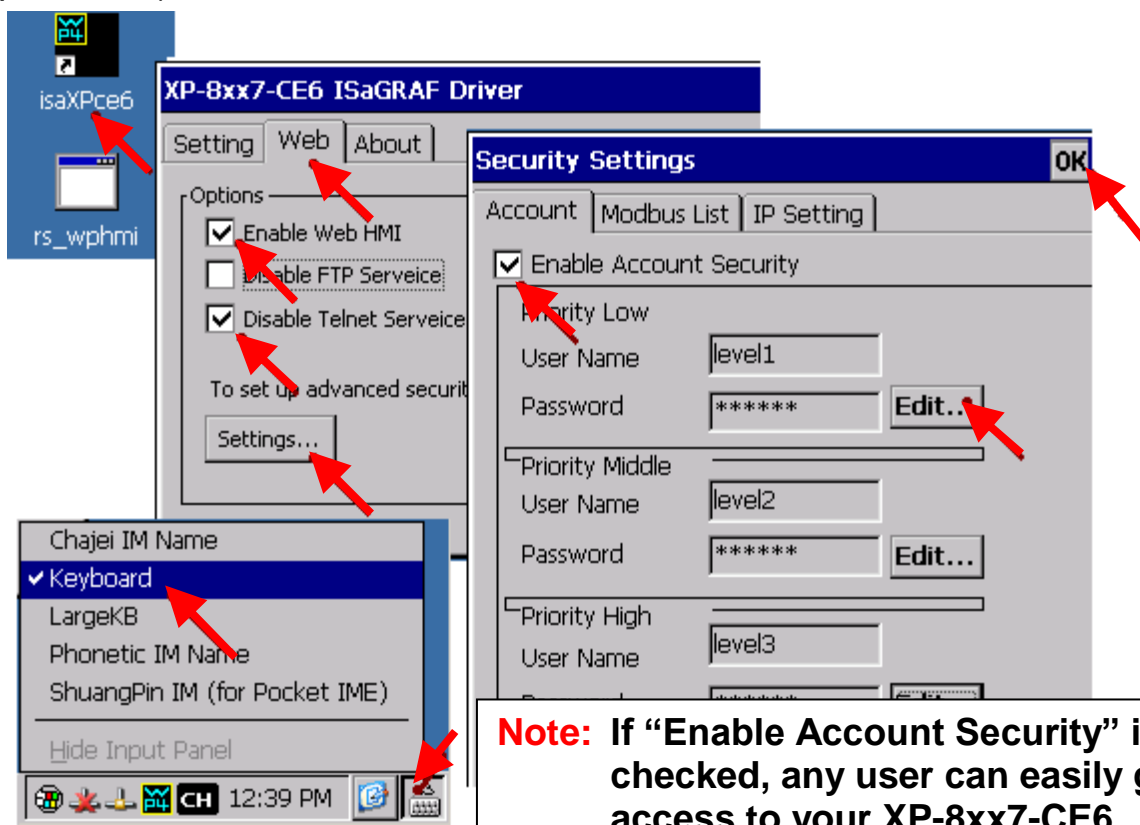 isaXPce6
rs_wphmi
XP-8xx7-CE6 ISaGRAF Driver
Setting Web About
Options
Enable Web HMI
Disable FTP Serveice
Disable Telnet Serveice
To set up advanced securit
Settings...
Security Settings
OK
Account Modbus List IP Setting
Enable Account Security
Priority Low
User Name level1
Password ****** Edit...
Priority Middle
User Name level2
Password ****** Edit...
Priority High
User Name level3
Chajei IM Name
Keyboard
LargeKB
Phonetic IM Name
ShuangPin IM (for Pocket IME)
Hide Input Panel
CH 12:39 PM
Note: If “Enable Account Security” i
checked, any user can easily g
access to your XP-8xx7-CE6